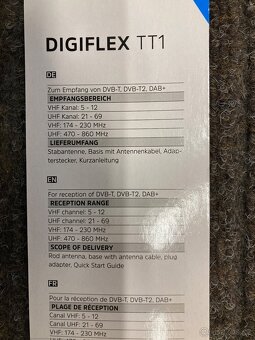 DIGIFLEX TT1
DE
Zum Empfang von DVB-T, DVB-T2, DAB+
EMPFANGSBEREICH
VHF Kanal: 5 - 12
UHF Kanal: 21 - 69
VHF: 174 - 230 MHz
UHF: 470 - 860 MHz
LIEFERUMFANG
Stabantenne, Basis mit Antennenkabel, Adap-
terstecker, Kurzanleitung
EN
For reception of DVB-T, DVB-T2, DAB+
RECEPTION RANGE
VHF channel: 5 - 12
UHF channel: 21 - 69
VHF: 174 - 230 MHz
UHF: 470 - 860 MHz
SCOPE OF DELIVERY
Rod antenna, base with antenna cable, plug
adapter, Quick Start Guide
FR
Pour la réception de DVB-T, DVB-T2, DAB+
PLAGE DE RÉCEPTION
Canal VHF: 5 - 12
Canal UHF: 21 - 69
VHF: 174 - 230 MHz